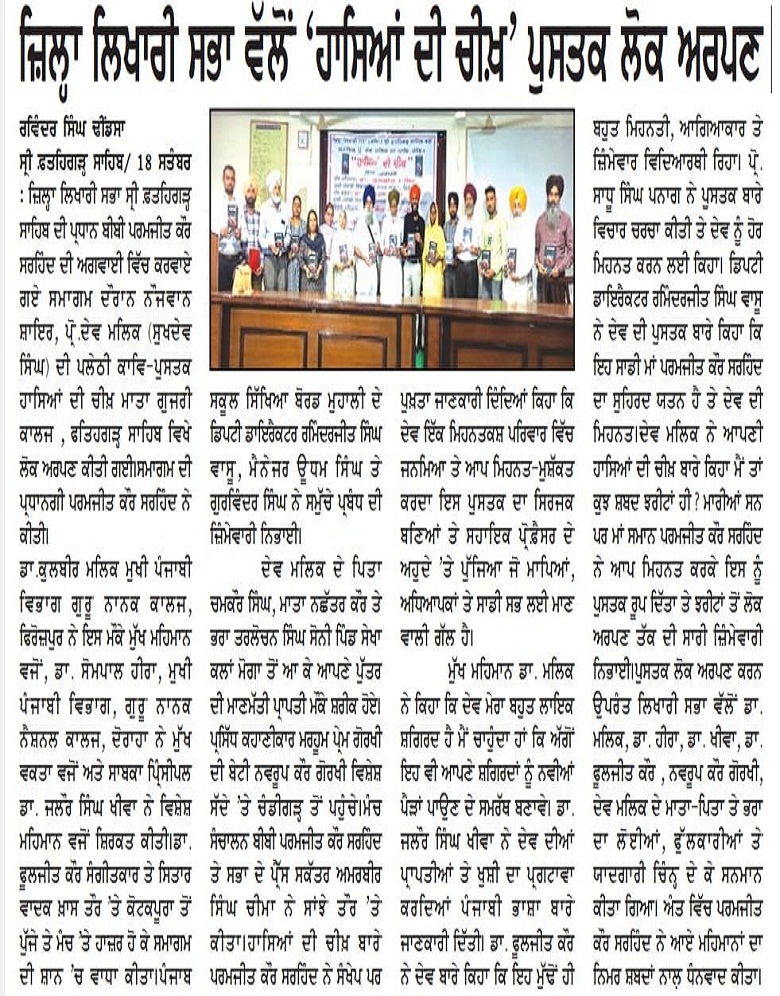 ਜ਼ਿਲ੍ਹਾ ਲਿਖਾਰੀ ਸਭਾ ਵੱਲੋਂ ‘ਹਾਸਿਆਂ ਦੀ ਚੀਖ਼’ ਪੁਸਤਕ ਲੋਕ ਅਰਪਣ
ਰਵਿੰਦਰ ਸਿੰਘ ਢੀਂਡਸਾ
ਸ੍ਰੀ ਫ਼ਤਹਿਗੜ੍ਹ ਸਾਹਿਬ/ 18 ਸਤੰਬਰ
: ਜ਼ਿਲ੍ਹਾ ਲਿਖਾਰੀ ਸਭਾ ਸ੍ਰੀ ਫ਼ਤਹਿਗੜ੍ਹ
ਸਾਹਿਬ ਦੀ ਪ੍ਰਧਾਨ ਬੀਬੀ ਪਰਮਜੀਤ ਕੌਰ
ਸਰਹਿੰਦ ਦੀ ਅਗਵਾਈ ਵਿੱਚ ਕਰਵਾਏ
ਗਏ ਸਮਾਗਮ ਦੌਰਾਨ ਨੌਜਵਾਨ
ਸ਼ਾਇਰ, ਪ੍ਰੋ.ਦੇਵ ਮਲਿਕ (ਸੁਖਦੇਵ
ਸਿੰਘ) ਦੀ ਪਲੇਠੀ ਕਾਵਿ-ਪੁਸਤਕ
ਹਾਸਿਆਂ ਦੀ ਚੀਖ਼ ਮਾਤਾ ਗੁਜਰੀ
ਕਾਲਜ , ਫਤਿਹਗੜ੍ਹ ਸਾਹਿਬ ਵਿਖੇ
ਲੋਕ ਅਰਪਣ ਕੀਤੀ ਗਈ।ਸਮਾਗਮ ਦੀ
ਪ੍ਰਧਾਨਗੀ ਪਰਮਜੀਤ ਕੌਰ ਸਰਹਿੰਦ ਨੇ
ਕੀਤੀ।
ਡਾ.ਕੁਲਬੀਰ ਮਲਿਕ ਮੁਖੀ ਪੰਜਾਬੀ
ਵਿਭਾਗ ਗੁਰੂ ਨਾਨਕ ਕਾਲਜ,
ਫਿਰੋਜ਼ਪੁਰ ਨੇ ਇਸ ਮੌਕੇ ਮੁੱਖ ਮਹਿਮਾਨ
ਵਜੋਂ, ਡਾ. ਸੋਮਪਾਲ ਹੀਰਾ, ਮੁਖੀ
ਪੰਜਾਬੀ ਵਿਭਾਗ, ਗੁਰੂ ਨਾਨਕ
ਨੈਸ਼ਨਲ ਕਾਲਜ, ਦੋਰਾਹਾ ਨੇ ਮੁੱਖ
ਵਕਤਾ ਵਜੋਂ ਅਤੇ ਸਾਬਕਾ ਪ੍ਰਿੰਸੀਪਲ
ਡਾ. ਜਲੌਰ ਸਿੰਘ ਖੀਵਾ ਨੇ ਵਿਸ਼ੇਸ਼
ਮਹਿਮਾਨ ਵਜੋਂ ਸ਼ਿਰਕਤ ਕੀਤੀ।ਡਾ.
ਫੂਲਜੀਤ ਕੌਰ ਸੰਗੀਤਕਾਰ ਤੇ ਸਿਤਾਰ
ਵਾਦਕ ਖ਼ਾਸ ਤੌਰ ’ਤੇ ਕੋਟਕਪੂਰਾ ਤੋਂ
ਪੁੱਜੇ ਤੇ ਮੰਚ ’ਤੇ ਹਾਜ਼ਰ ਹੋ ਕੇ ਸਮਾਗਮ
ਦੀ ਸ਼ਾਨ ’ਚ ਵਾਧਾ ਕੀਤਾ।ਪੰਜਾਬ
"ਹਾਸਿਆਂ ਦੀ ਚੀਖ਼"
ਸਕੂਲ ਸਿੱਖਿਆ ਬੋਰਡ ਮੁਹਾਲੀ ਦੇ
ਡਿਪਟੀ ਡਾਇਰੈਕਟਰ ਰਮਿੰਦਰਜੀਤ ਸਿੰਘ
ਵਾਸੂ, ਮੈਨੇਜਰ ਊਧਮ ਸਿੰਘ ਤੇ
ਗੁਰਵਿੰਦਰ ਸਿੰਘ ਨੇ ਸਮੁੱਚੇ ਪ੍ਰਬੰਧ ਦੀ
ਜ਼ਿੰਮੇਵਾਰੀ ਨਿਭਾਈ।
ਦੇਵ ਮਲਿਕ ਦੇ ਪਿਤਾ
ਚਮਕੌਰ ਸਿੰਘ, ਮਾਤਾ ਨਛੱਤਰ ਕੌਰ ਤੇ
ਭਰਾ ਤਰਲੋਚਨ ਸਿੰਘ ਸੋਨੀ ਪਿੰਡ ਸੇਖਾ
ਕਲਾਂ ਮੋਗਾ ਤੋਂ ਆ ਕੇ ਆਪਣੇ ਪੁੱਤਰ
ਦੀ ਮਾਣਮੱਤੀ ਪ੍ਰਾਪਤੀ ਮੌਕੇ ਸ਼ਰੀਕ ਹੋਏ।
ਪ੍ਰਸਿੱਧ ਕਹਾਣੀਕਾਰ ਮਰਹੂਮ ਪ੍ਰੇਮ ਗੋਰਖੀ
ਦੀ ਬੇਟੀ ਨਵਰੂਪ ਕੌਰ ਗੋਰਖੀ ਵਿਸ਼ੇਸ਼
ਸੱਦੇ ’ਤੇ ਚੰਡੀਗੜ੍ਹ ਤੋਂ ਪਹੁੰਚੇ।ਮੰਚ
ਸੰਚਾਲਨ ਬੀਬੀ ਪਰਮਜੀਤ ਕੌਰ ਸਰਹਿੰਦ
ਤੇ ਸਭਾ ਦੇ ਪ੍ਰੈੱਸ ਸਕੱਤਰ ਅਮਰਬੀਰ
ਸਿੰਘ ਚੀਮਾ ਨੇ ਸਾਂਝੇ ਤੌਰ ’ਤੇ
ਕੀਤਾ।ਹਾਸਿਆਂ ਦੀ ਚੀਖ਼ ਬਾਰੇ
ਪਰਮਜੀਤ ਕੌਰ ਸਰਹਿੰਦ ਨੇ ਸੰਖੇਪ ਪਰ
ਪੁਖ਼ਤਾ ਜਾਣਕਾਰੀ ਦਿੰਦਿਆਂ ਕਿਹਾ ਕਿ
ਦੇਵ ਇੱਕ ਮਿਹਨਤਕਸ਼ ਪਰਿਵਾਰ ਵਿੱਚ
ਜਨਮਿਆ ਤੇ ਆਪ ਮਿਹਨਤ-ਮੁਸ਼ੱਕਤ
ਕਰਦਾ ਇਸ ਪੁਸਤਕ ਦਾ ਸਿਰਜਕ
ਬਣਿਆਂ ਤੇ ਸਹਾਇਕ ਪ੍ਰੋਫ਼ੈਸਰ ਦੇ
ਅਹੁਦੇ ’ਤੇ ਪੁੱਜਿਆ ਜੋ ਮਾਪਿਆਂ,
ਅਧਿਆਪਕਾਂ ਤੇ ਸਾਡੀ ਸਭ ਲਈ ਮਾਣ
ਵਾਲੀ ਗੱਲ ਹੈ।
ਮੁੱਖ ਮਹਿਮਾਨ ਡਾ. ਮਲਿਕ
ਨੇ ਕਿਹਾ ਕਿ ਦੇਵ ਮੇਰਾ ਬਹੁਤ ਲਾਇਕ
ਸ਼ਗਿਰਦ ਹੈ ਮੈਂ ਚਾਹੁੰਦਾ ਹਾਂ ਕਿ ਅੱਗੋਂ
ਇਹ ਵੀ ਆਪਣੇ ਸ਼ਗਿਰਦਾਂ ਨੂੰ ਨਵੀਆਂ
ਪੈੜਾਂ ਪਾਉਣ ਦੇ ਸਮਰੱਥ ਬਣਾਵੇ। ਡਾ.
ਜਲੌਰ ਸਿੰਘ ਖੀਵਾ ਨੇ ਦੇਵ ਦੀਆਂ
ਪ੍ਰਾਪਤੀਆਂ ਤੇ ਖੁਸ਼ੀ ਦਾ ਪ੍ਰਗਟਾਵਾ
ਕਰਦਿਆਂ ਪੰਜਾਬੀ ਭਾਸ਼ਾ ਬਾਰੇ
ਜਾਣਕਾਰੀ ਦਿੱਤੀ। ਡਾ. ਫੂਲਜੀਤ ਕੌਰ
ਨੇ ਦੇਵ ਬਾਰੇ ਕਿਹਾ ਕਿ ਇਹ ਮੁੱਢੋਂ ਹੀ
ਬਹੁਤ ਮਿਹਨਤੀ, ਆਗਿਆਕਾਰ ਤੇ
ਜ਼ਿੰਮੇਵਾਰ ਵਿਦਿਆਰਥੀ ਰਿਹਾ। ਪ੍ਰੋ.
ਸਾਧੂ ਸਿੰਘ ਪਨਾਗ ਨੇ ਪੁਸਤਕ ਬਾਰੇ
ਵਿਚਾਰ ਚਰਚਾ ਕੀਤੀ ਤੇ ਦੇਵ ਨੂੰ ਹੋਰ
ਮਿਹਨਤ ਕਰਨ ਲਈ ਕਿਹਾ। ਡਿਪਟੀ
ਡਾਇਰੈਕਟਰ ਰਮਿੰਦਰਜੀਤ ਸਿੰਘ ਵਾਸੂ
ਨੇ ਦੇਵ ਦੀ ਪੁਸਤਕ ਬਾਰੇ ਕਿਹਾ ਕਿ
ਇਹ ਸਾਡੀ ਮਾਂ ਪਰਮਜੀਤ ਕੌਰ ਸਰਹਿੰਦ
ਦਾ ਸੁਹਿਰਦ ਯਤਨ ਹੈ ਤੇ ਦੇਵ ਦੀ
ਮਿਹਨਤ।ਦੇਵ ਮਲਿਕ ਨੇ ਆਪਣੀ
ਹਾਸਿਆਂ ਦੀ ਚੀਖ਼ ਬਾਰੇ ਕਿਹਾ ਮੈਂ ਤਾਂ
ਕੁਝ ਸ਼ਬਦ ਝਰੀਟਾਂ ਹੀ ? ਮਾਰੀਆਂ ਸਨ
ਪਰ ਮਾਂ ਸਮਾਨ ਪਰਮਜੀਤ ਕੌਰ ਸਰਹਿੰਦ
ਨੇ ਆਪ ਮਿਹਨਤ ਕਰਕੇ ਇਸ ਨੂੰ
ਪੁਸਤਕ ਰੂਪ ਦਿੱਤਾ ਤੇ ਝਰੀਟਾਂ ਤੋਂ ਲੋਕ
ਅਰਪਣ ਤੱਕ ਦੀ ਸਾਰੀ ਜ਼ਿੰਮੇਵਾਰੀ
ਨਿਭਾਈ।ਪੁਸਤਕ ਲੋਕ ਅਰਪਣ ਕਰਨ
ਉਪਰੰਤ ਲਿਖਾਰੀ ਸਭਾ ਵੱਲੋਂ ਡਾ.
ਮਲਿਕ, ਡਾ. ਹੀਰਾ, ਡਾ. ਖੀਵਾ, ਡਾ.
ਫੂਲਜੀਤ ਕੌਰ , ਨਵਰੂਪ ਕੌਰ ਗੋਰਖੀ,
ਦੇਵ ਮਲਿਕ ਦੇ ਮਾਤਾ-ਪਿਤਾ ਤੇ ਭਰਾ
ਦਾ ਲੋਈਆਂ, ਫੁੱਲਕਾਰੀਆਂ ਤੇ
ਯਾਦਗਾਰੀ ਚਿੰਨ੍ਹ ਦੇ ਕੇ ਸਨਮਾਨ
ਕੀਤਾ ਗਿਆ। ਅੰਤ ਵਿੱਚ ਪਰਮਜੀਤ
ਕੌਰ ਸਰਹਿੰਦ ਨੇ ਆਏ ਮਹਿਮਾਨਾਂ ਦਾ
ਨਿਮਰ ਸ਼ਬਦਾਂ ਨਾਲ਼ ਧੰਨਵਾਦ ਕੀਤਾ।